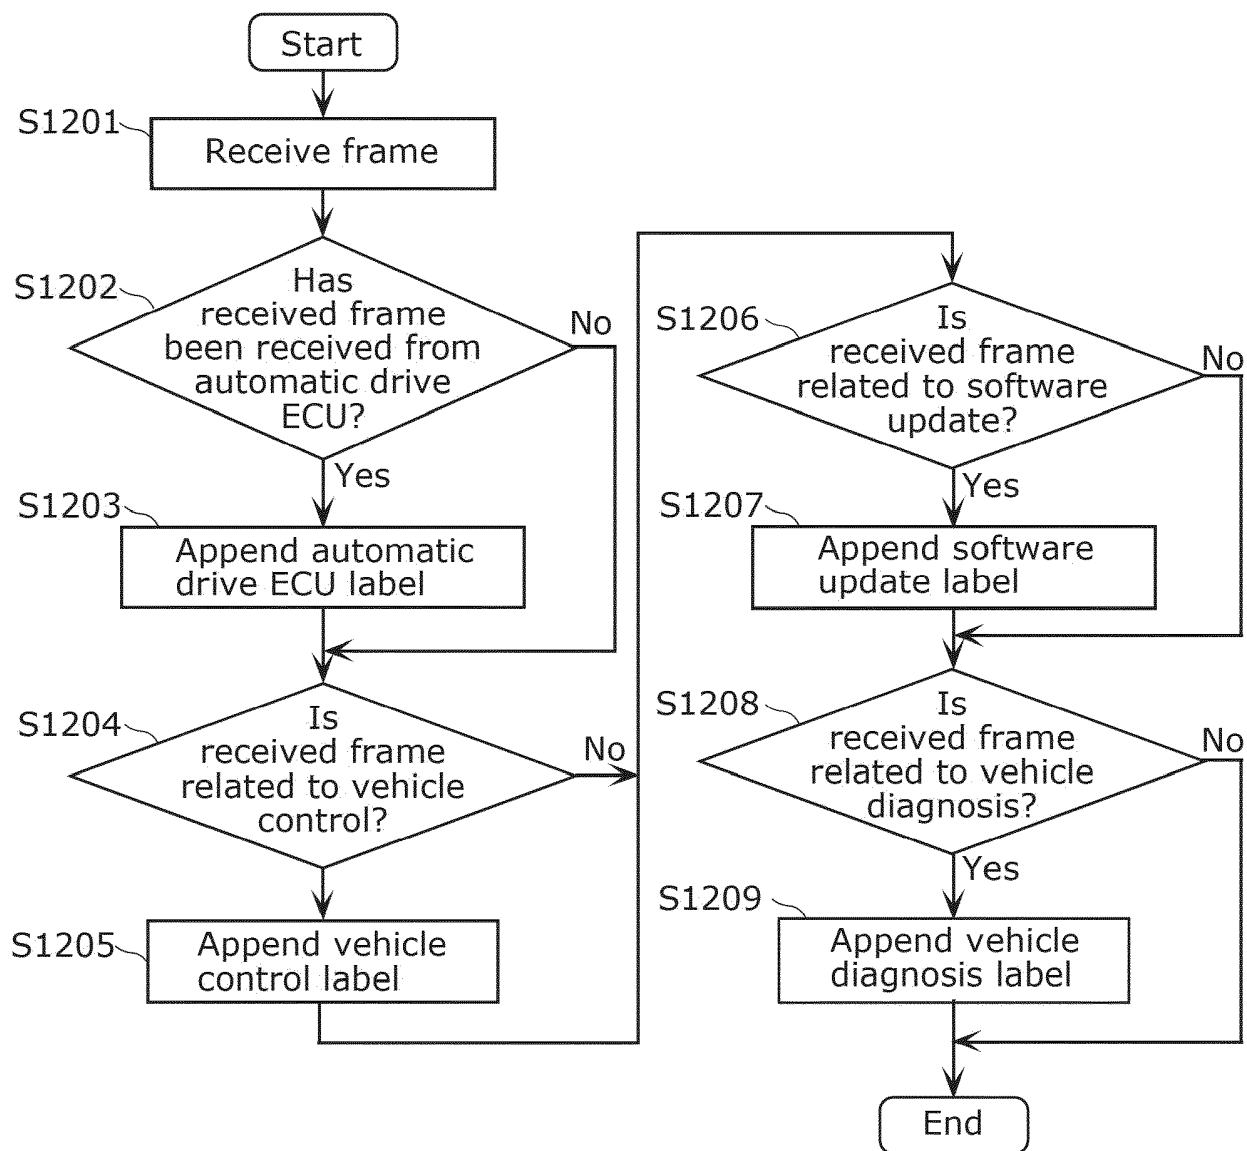 Start
S1201
Receive frame
S1202
Has
received frame
been received from
automatic drive
ECU?
No
Yes
S1203
Append automatic
drive ECU label
S1204
Is
received frame
related to vehicle
control?
No
S1205
Append vehicle
control label
S1206
Is
received frame
related to software
update?
No
Yes
S1207
Append software
update label
S1208
Is
received frame
related to vehicle
diagnosis?
No
Yes
S1209
Append vehicle
diagnosis label
End